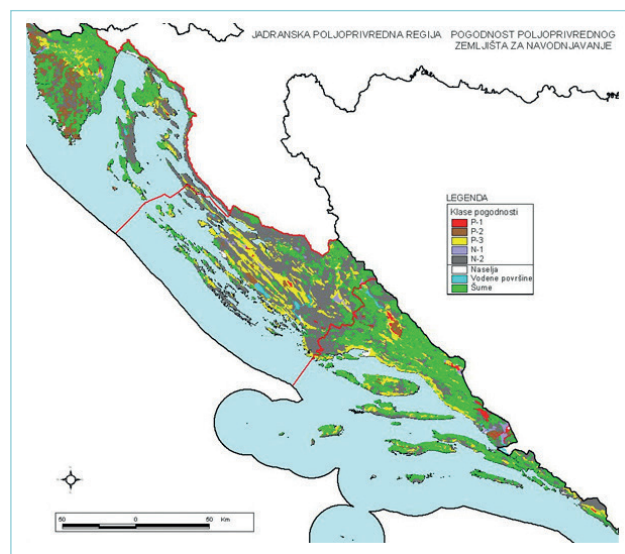 JADRANSKA POLJOPRIVREDNA REGIJA POGODNOST POLJOPRIVREDNOG
ZEMLJIŠTA ZA NAVODNJAVANJE
LEGENDA
Klase pogodnosti
P-1
P-2
P-3
N-1
N-2
Naselja
Vodene površine
Šume
50 0 50 Km